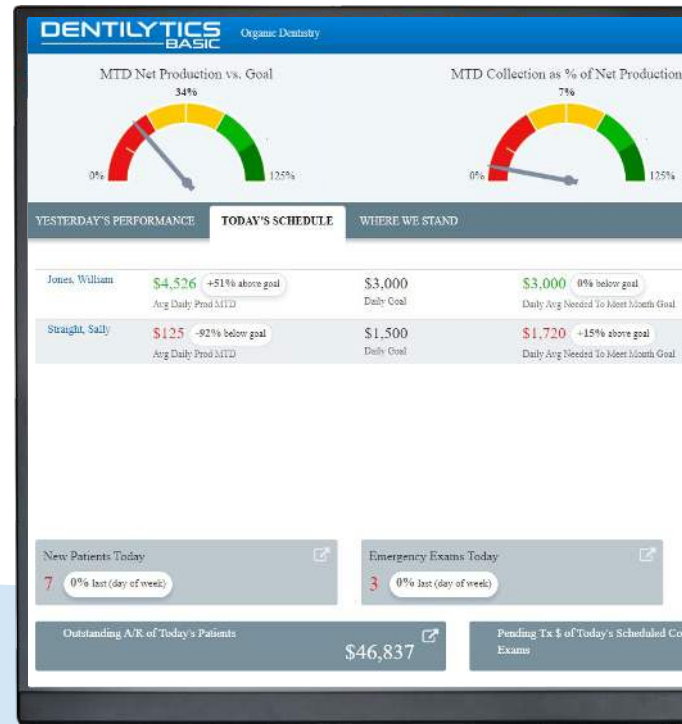 DENTILYTICS
BASIC
Organic Dentistry
MTD Net Production vs. Goal
34%
0%
125%
MTD Collection as % of Net Production
7%
0%
125%
YESTERDAY'S PERFORMANCE
TODAY'S SCHEDULE
WHERE WE STAND
Jones, William
$4,526 +51% above goal
Avg Daily Prod MTD
$3,000
Daily Goal
$3,000 0% below goal
Daily Avg Needed To Meet Month Goal
Straight, Sally
$125 -92% below goal
Avg Daily Prod MTD
$1,500
Daily Goal
$1,720 +15% above goal
Daily Avg Needed To Meet Month Goal
New Patients Today
7 0% last (day of week)
Emergency Exams Today
3 0% last (day of week)
Outstanding A/R of Today's Patients
$46,837
Pending Tx $ of Today's Scheduled Co
Exams